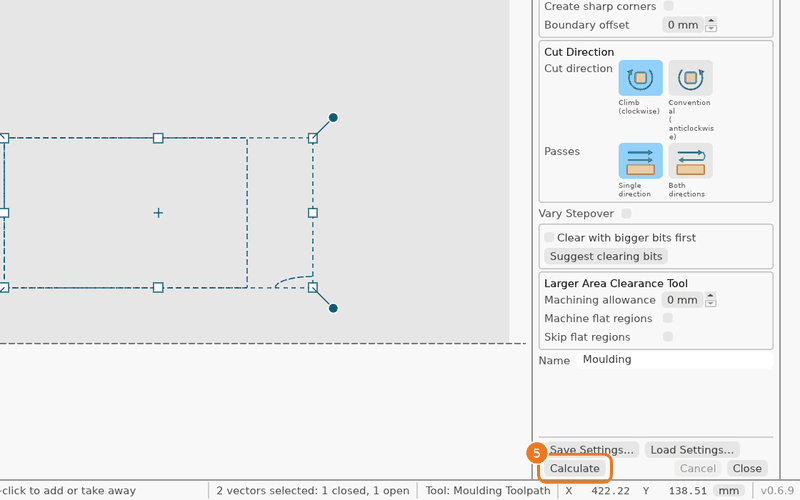 Create sharp corners
Boundary offset 0 mm
Cut Direction
Cut direction
Climb
(clockwise)
Convention
al
(
anticlockwis
e)
Passes
Single
direction
Both
directions
Vary Stepover
Clear with bigger bits first
Suggest clearing bits
Larger Area Clearance Tool
Machining allowance 0 mm
Machine flat regions
Skip flat regions
Name Moulding
Save Settings... Load Settings...
5
Calculate Cancel Close
-click to add or take away 2 vectors selected: 1 closed, 1 open Tool: Moulding Toolpath X 422.22 Y 138.51 mm v0.6.9